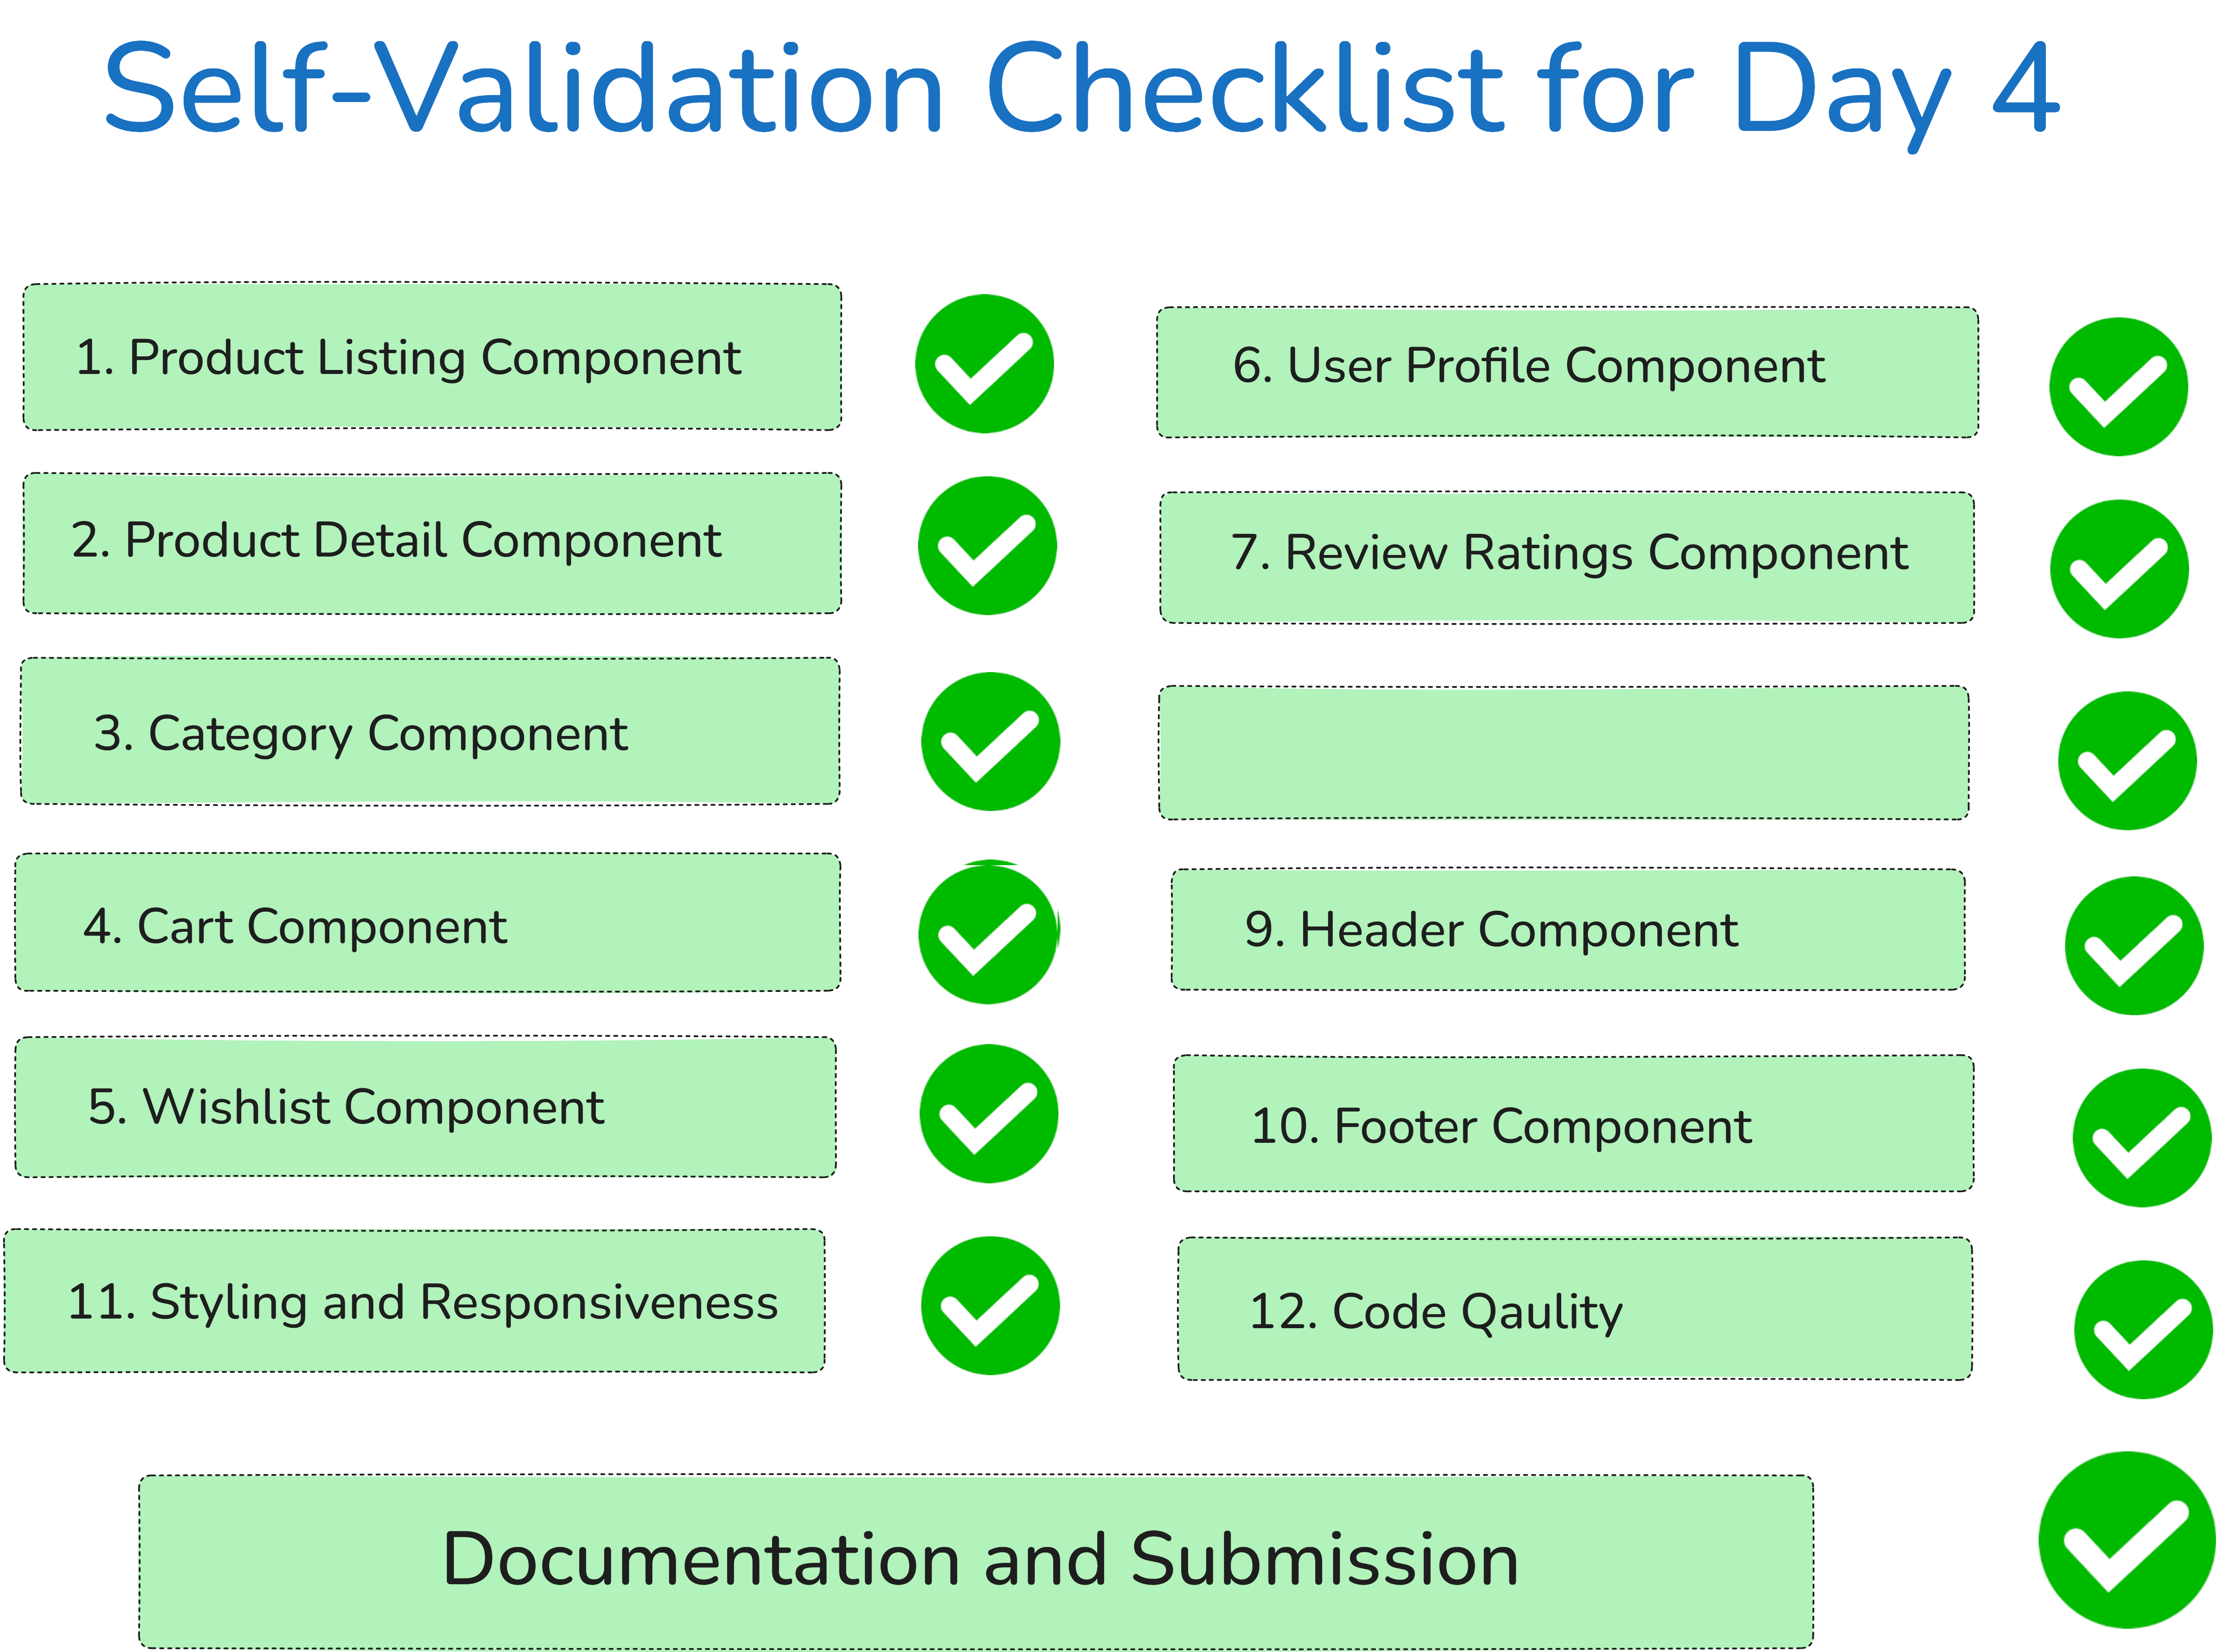 Self-Validation Checklist for Day 4
1. Product Listing Component
2. Product Detail Component
3. Category Component
4. Cart Component
5. Wishlist Component
11. Styling and Responsiveness
6. User Profile Component
7. Review Ratings Component
9. Header Component
10. Footer Component
12. Code Qaulity
Documentation and Submission